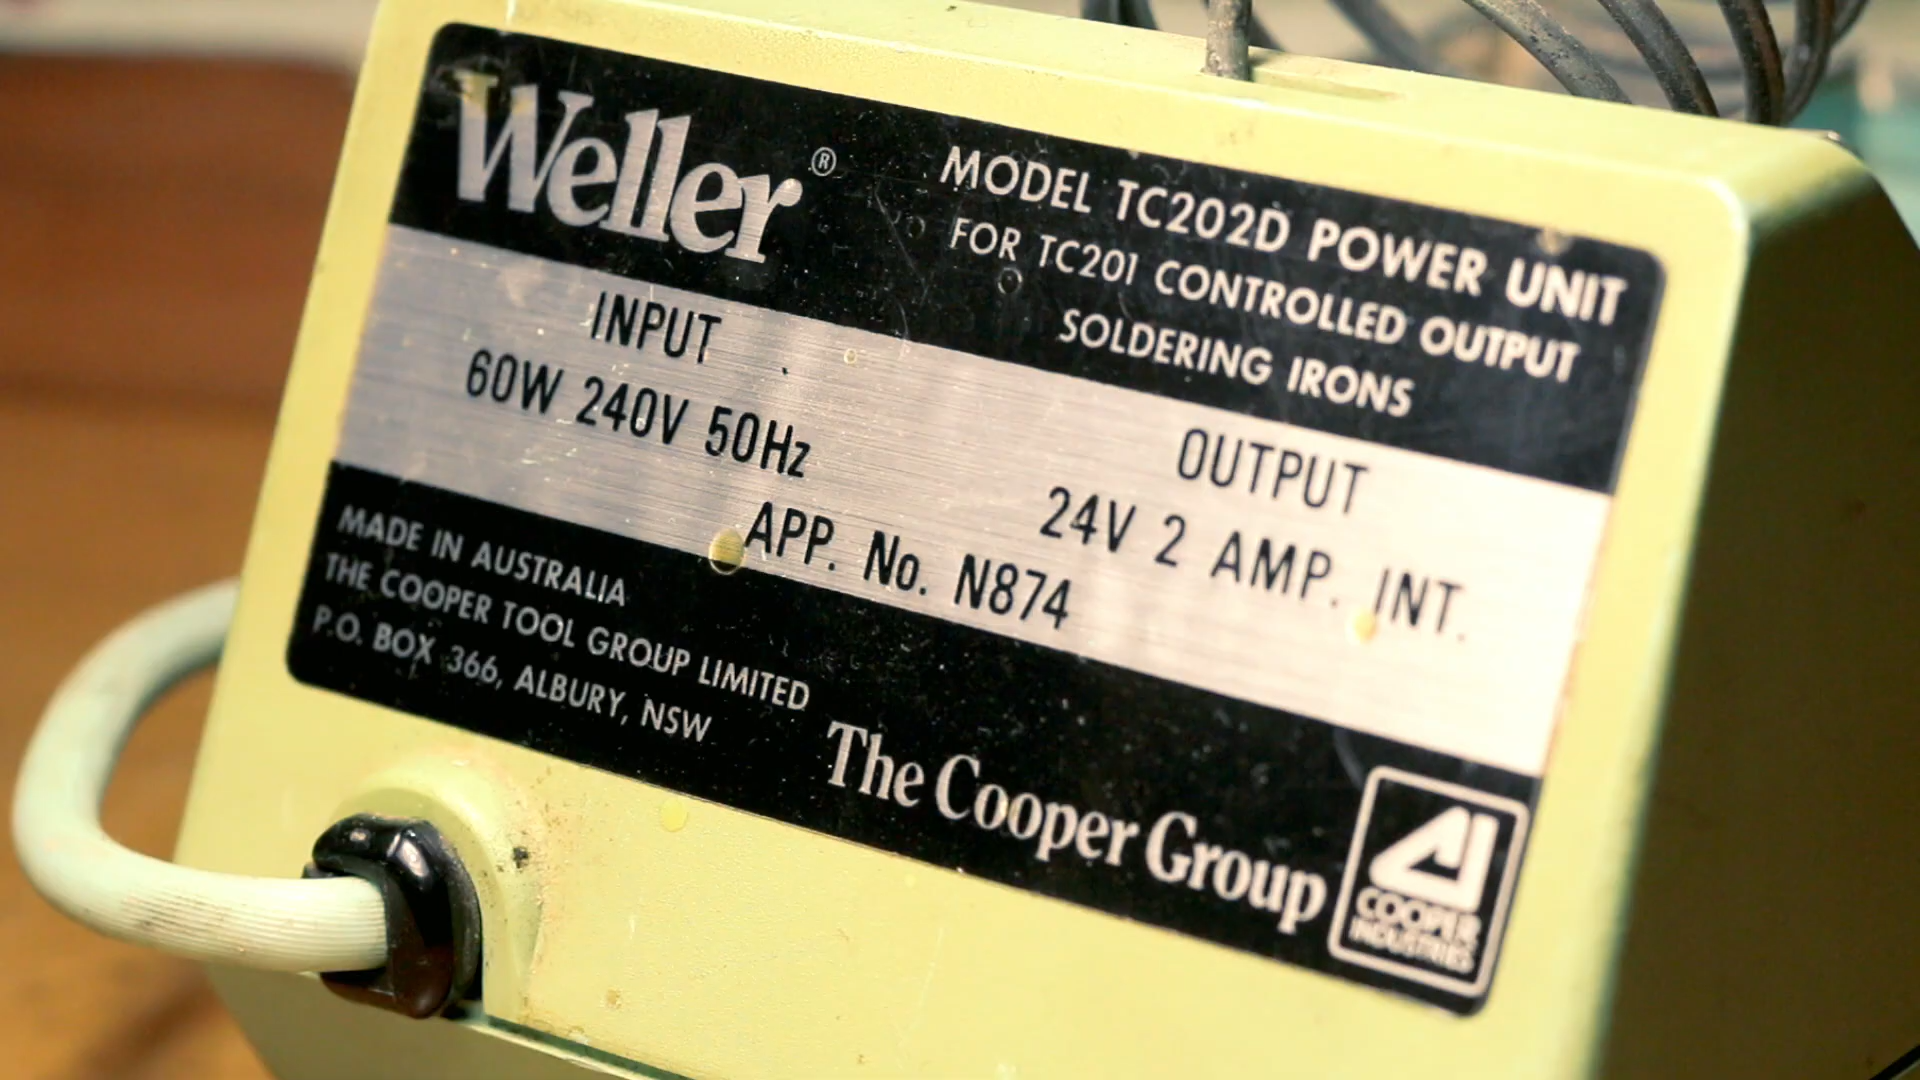 Weller®
MODEL TC202D POWER UNIT
FOR TC201 CONTROLLED OUTPUT
SOLDERING IRONS
INPUT
60W 240V 50Hz
OUTPUT
24V 2 AMP. INT.
APP. No. N874
MADE IN AUSTRALIA
THE COOPER TOOL GROUP LIMITED
P.O. BOX 366, ALBURY, NSW
The Cooper Group
COOPER
INDUSTRIES